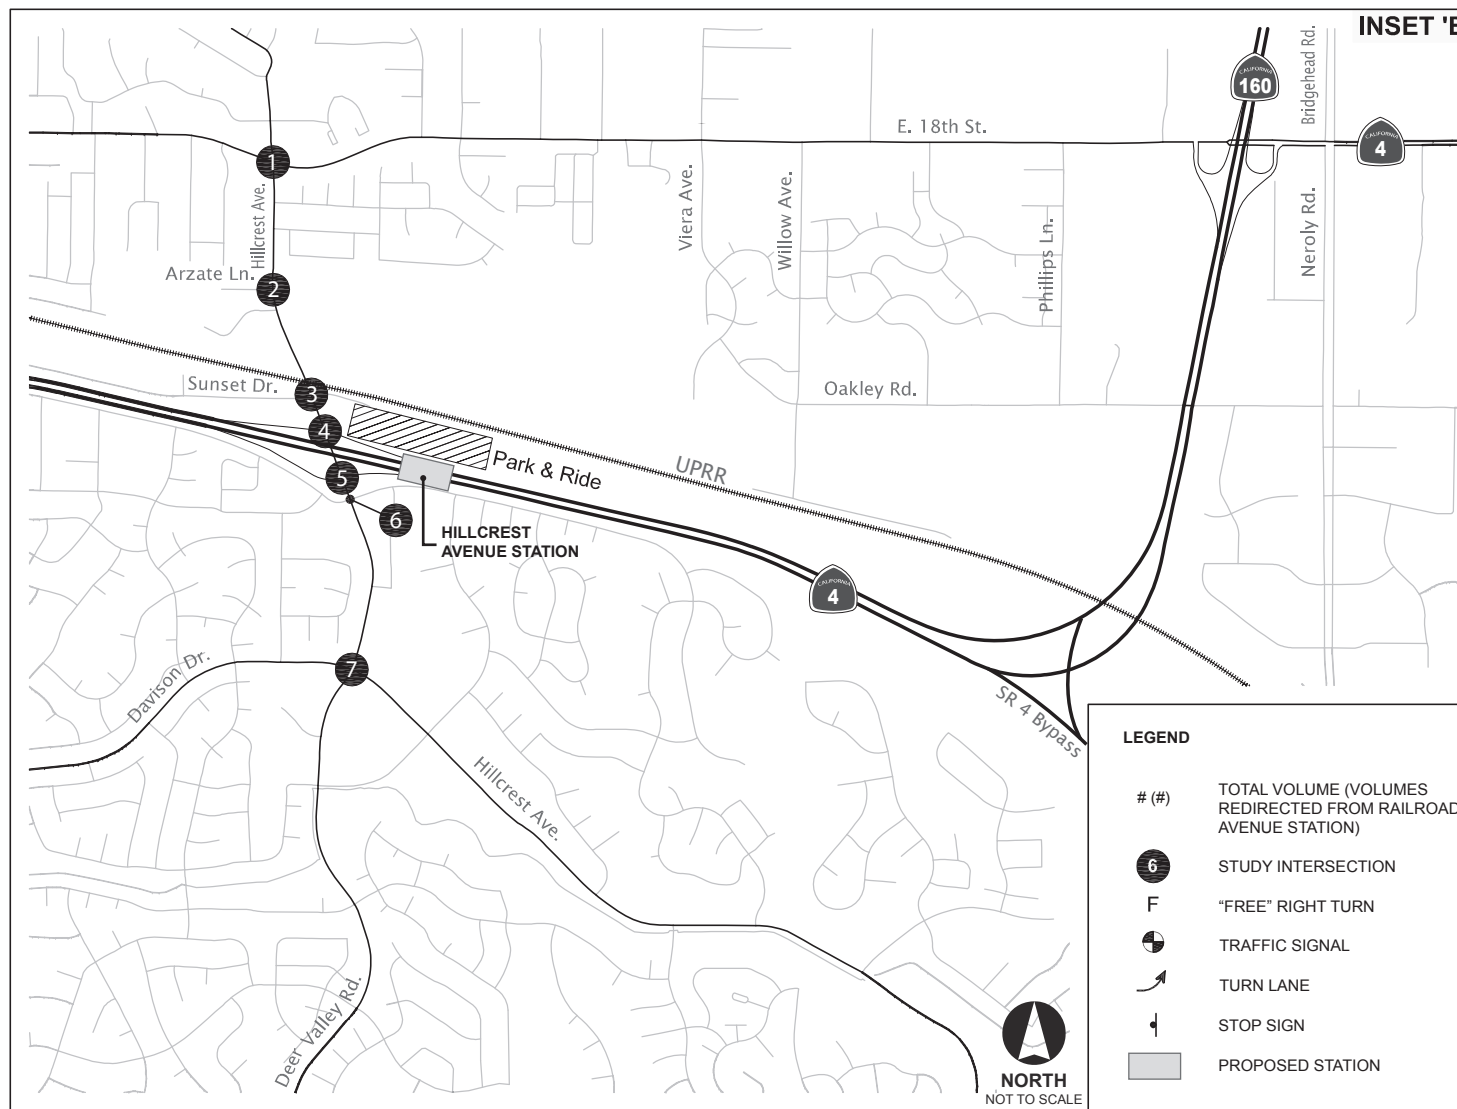 INSET 'E
CALIFORNIA
160
Bridgehead Rd.
E. 18th St.
CALIFORNIA
4
1
Hillcrest Ave.
Viera Ave.
Willow Ave.
Phillips Ln.
Neroly Rd.
Arzate Ln.
2
Sunset Dr.
3
Oakley Rd.
4
Park & Ride
UPRR
5
6
HILLCREST
AVENUE STATION
CALIFORNIA
4
7
Davison Dr.
SR 4 Bypass
Hillcrest Ave.
Deer Valley Rd.
NORTH
NOT TO SCALE
LEGEND
# (#)
TOTAL VOLUME (VOLUMES
REDIRECTED FROM RAILROAD
AVENUE STATION)
6
STUDY INTERSECTION
F
“FREE” RIGHT TURN
TRAFFIC SIGNAL
TURN LANE
STOP SIGN
PROPOSED STATION